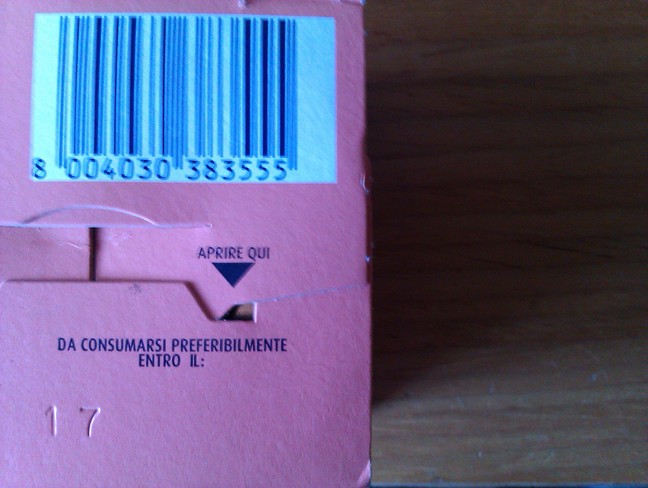 8 004030 383555
APRIRE QUI
DA CONSUMARSI PREFERIBILMENTE
ENTRO IL:
17